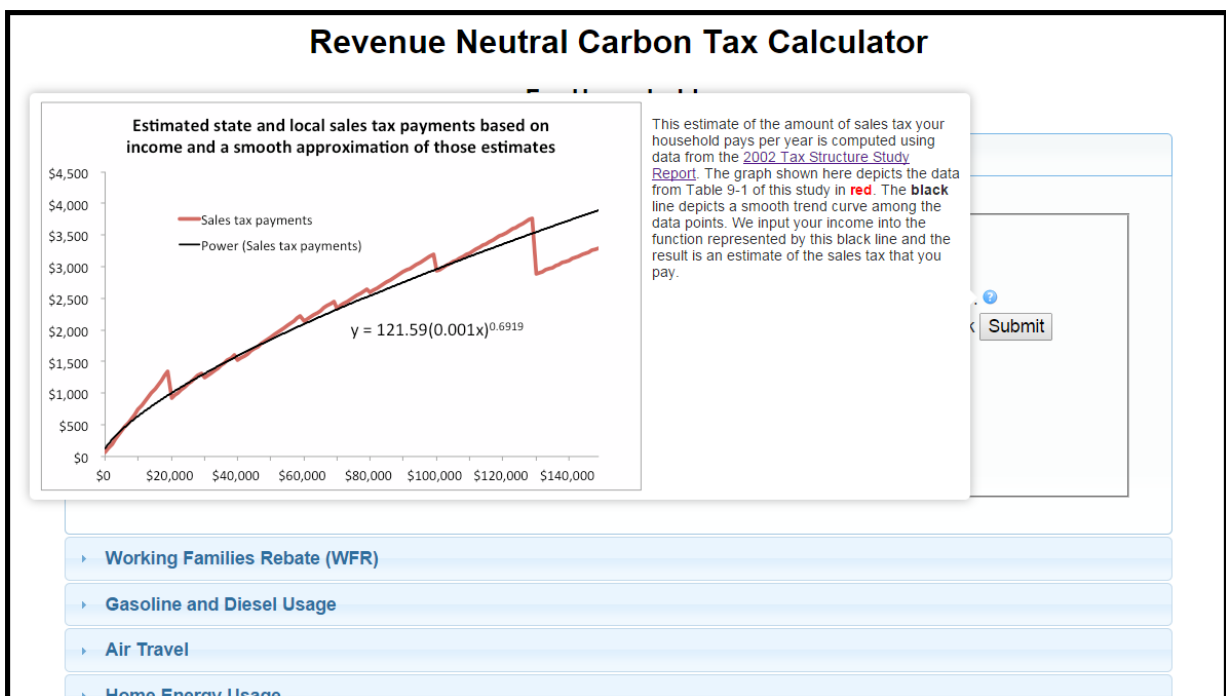 Revenue Neutral Carbon Tax Calculator
Estimated state and local sales tax payments based on
income and a smooth approximation of those estimates
$4,500
$4,000
$3,500
$3,000
$2,500
$2,000
$1,500
$1,000
$500
$0
Sales tax payments
Power (Sales tax payments)
y = 121.59(0.001x)^0.6919
$0 $20,000 $40,000 $60,000 $80,000 $100,000 $120,000 $140,000
This estimate of the amount of sales tax your
household pays per year is computed using
data from the 2002 Tax Structure Study
Report. The graph shown here depicts the data
from Table 9-1 of this study in red. The black
line depicts a smooth trend curve among the
data points. We input your income into the
function represented by this black line and the
result is an estimate of the sales tax that you
pay.
. ?
Submit
Working Families Rebate (WFR)
Gasoline and Diesel Usage
Air Travel
Home Energy Usage